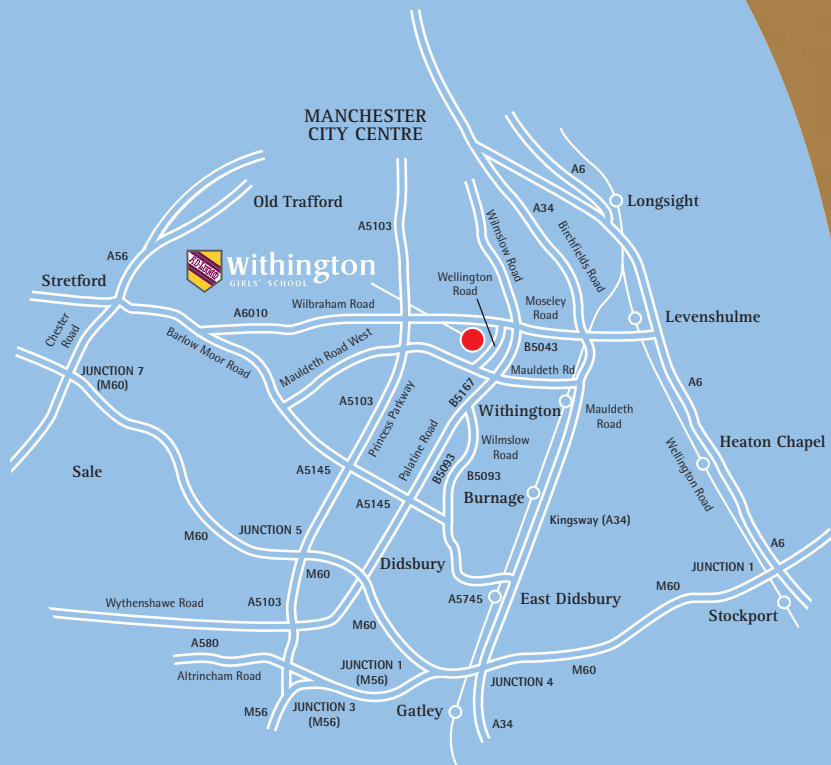 MANCHESTER
CITY CENTRE
A6
Longsight
Old Trafford
A34
A5103
Wilmslow Road
Birchfields Road
A56
Withington
GIRLS' SCHOOL
Stretford
Wellington
Road
Wilbraham Road
Moseley
Road
A6010
Levenshulme
Chester
Road
Barlow Moor Road
Mauldeth Road West
B5043
JUNCTION 7
(M60)
Mauldeth Rd
A6
A5103
Princess Parkway
B5167
Withington
Mauldeth
Road
Palatine Road
Wilmslow
Road
Heaton Chapel
Sale
A5145
B5093
B5093
Wellington Road
A5145
Burnage
JUNCTION 5
Kingsway (A34)
M60
A6
Didsbury
JUNCTION 1
M60
M60
Wythenshawe Road
A5103
A5745
East Didsbury
Stockport
M60
A580
JUNCTION 1
(M56)
M60
Altrincham Road
JUNCTION 4
M56
JUNCTION 3
(M56)
Gatley
A34